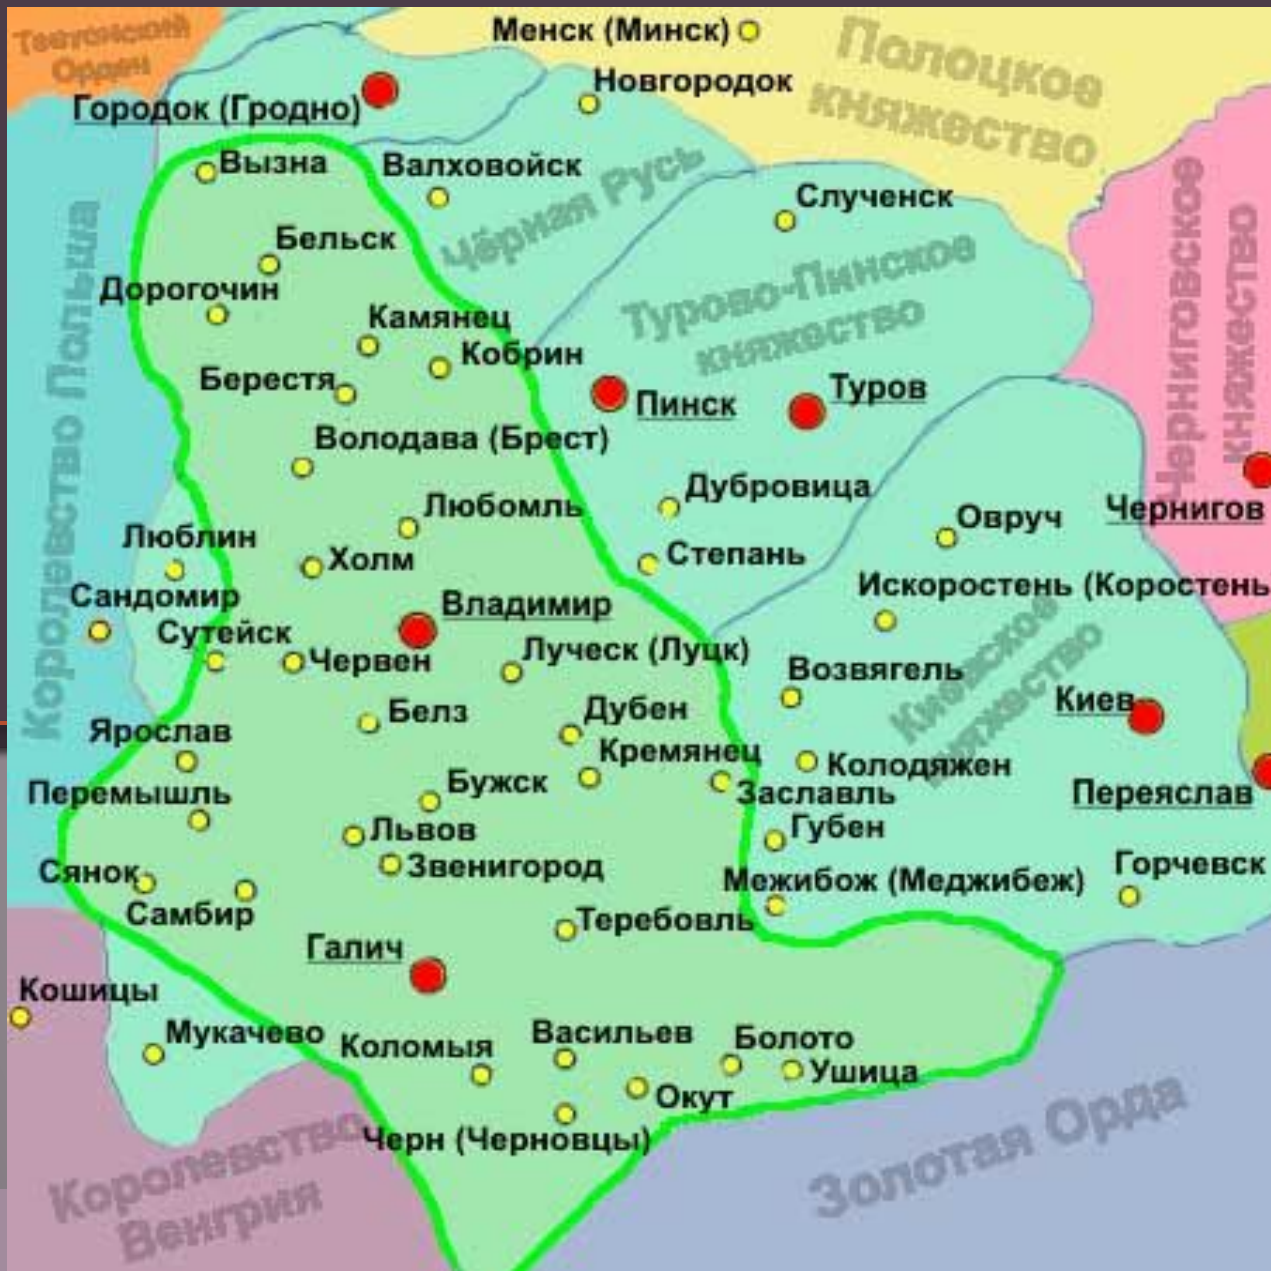 Тевтонский
Орден
Менск (Минск)
Полоцкое
княжество
Новгородок
Городок (Гродно)
Вызна
Валховойск
Чёрная Русь
Слученск
Черниговское
княжество
Королевство Польша
Бельск
Дорогочин
Турово-Пинское
княжество
Камянец
Кобрин
Берестя
Пинск
Туров
Володава (Брест)
Дубровица
Любомль
Чернигов
Овруч
Люблин
Холм
Степань
Искоростень (Коростень
Сандомир
Владимир
Сутейск
Червен
Луческ (Луцк)
Возвягель
Киевское
княжество
Киев
Белз
Дубен
Ярослав
Кремянец
Колодяжен
Перемышль
Бужск
Заславль
Переяслав
Львов
Губен
Звенигород
Сянок
Межибож (Меджибеж)
Горчевск
Самбир
Теребовль
Галич
Кошицы
Мукачево
Коломыя
Васильев
Болото
Ушица
Окут
Черн (Черновцы)
Золотая Орда
Королевство
Венгрия